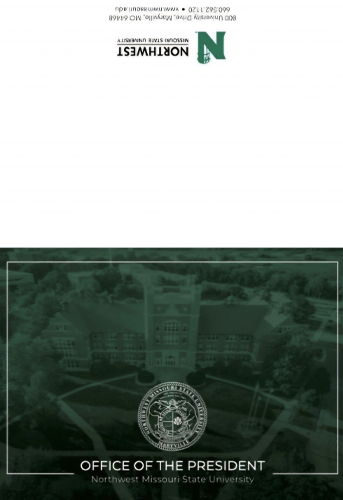 800 University Drive, Maryville, MO 64468
660.562.1120 • www.nwmissouri.edu
N
NORTHWEST
MISSOURI STATE UNIVERSITY
NORTHWEST MISSOURI STATE UNIVERSITY
MARYVILLE
OFFICE OF THE PRESIDENT
Northwest Missouri State University